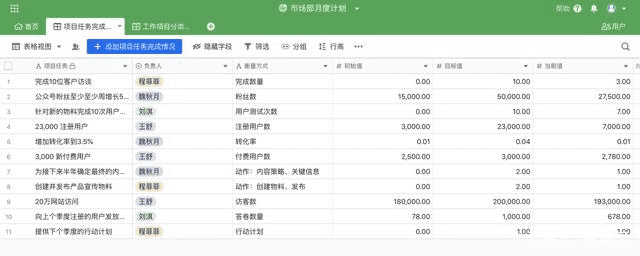 市场部月度计划
帮助
首页
项目任务完成...
工作项目分类...
用户
表格视图
+ 添加项目任务完成情况
隐藏字段
筛选
分组
行高
项目任务 负责人 衡量方式 初始值 目标值 当前值
1 完成10位客户访谈 程菲菲 完成数量 0.00 10.00 3.00
2 公众号粉丝至少至少周增长5... 魏秋月 粉丝数 15,000.00 50,000.00 27,500.00
3 针对新的物料完成10次用户... 刘淇 用户测试次数 0.00 10.00 7.00
4 23,000 注册用户 王舒 注册用户数 3,000.00 23,000.00 7,000.00
5 增加转化率到3.5% 魏秋月 转化率 0.01 0.04 0.01
6 3,000 新付费用户 王舒 付费用户数 2,500.00 3,000.00 2,780.00
7 为接下来半年确定最终的内... 魏秋月 动作：内容策略、关键信息 0.00 2.00 1.00
8 创建并发布产品宣传物料 程菲菲 动作：创建物料、发布 0.00 2.00 1.00
9 20万网站访问 王舒 访客数 180,000.00 200,000.00 193,000.00
10 向上个季度注册的用户发放... 刘淇 答卷数量 78.00 1,000.00 678.00
11 提供下个季度的行动计划 程菲菲 行动计划 0.00 1.00 1.00